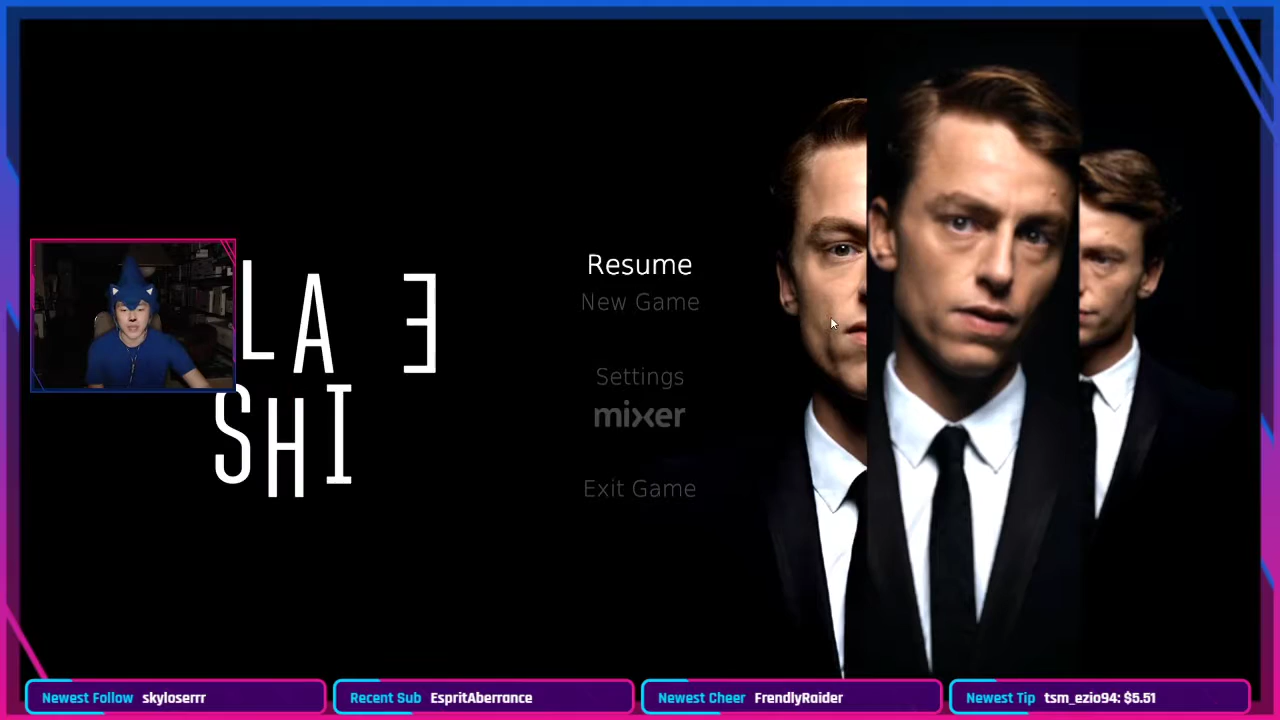 LA E
SHI
Resume
New Game
Settings
mixer
Exit Game
Newest Follow skyloserrr
Recent Sub EspritAberrance
Newest Cheer FrendlyRaider
Newest Tip tsm_ezio94: $5.51